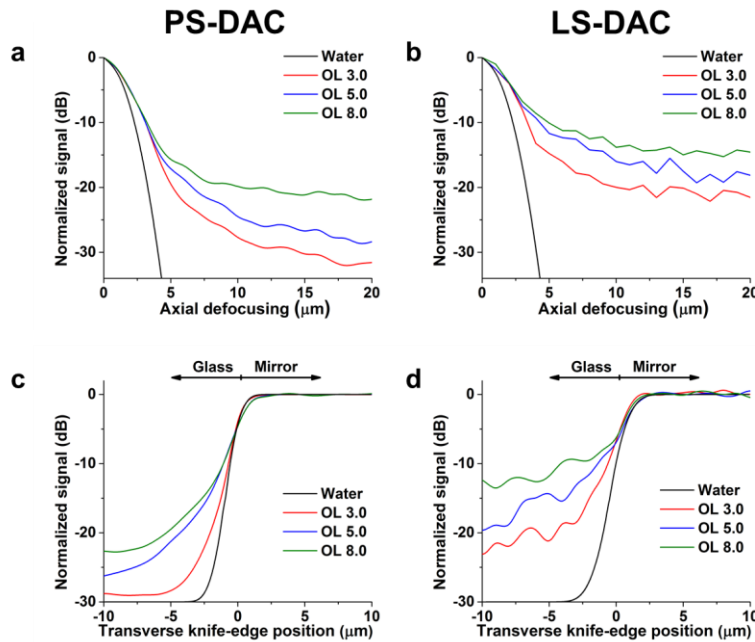 PS-DAC
LS-DAC
a
b
Normalized signal (dB)
0
-10
-20
-30
Water
OL 3.0
OL 5.0
OL 8.0
0 5 10 15 20
Axial defocusing (μm)
Normalized signal (dB)
0
-10
-20
-30
Water
OL 3.0
OL 5.0
OL 8.0
0 5 10 15 20
Axial defocusing (μm)
c
d
Glass Mirror
Normalized signal (dB)
0
-10
-20
-30
Water
OL 3.0
OL 5.0
OL 8.0
-10 -5 0 5 10
Transverse knife-edge position (μm)
Glass Mirror
Normalized signal (dB)
0
-10
-20
-30
Water
OL 3.0
OL 5.0
OL 8.0
-10 -5 0 5 10
Transverse knife-edge position (μm)